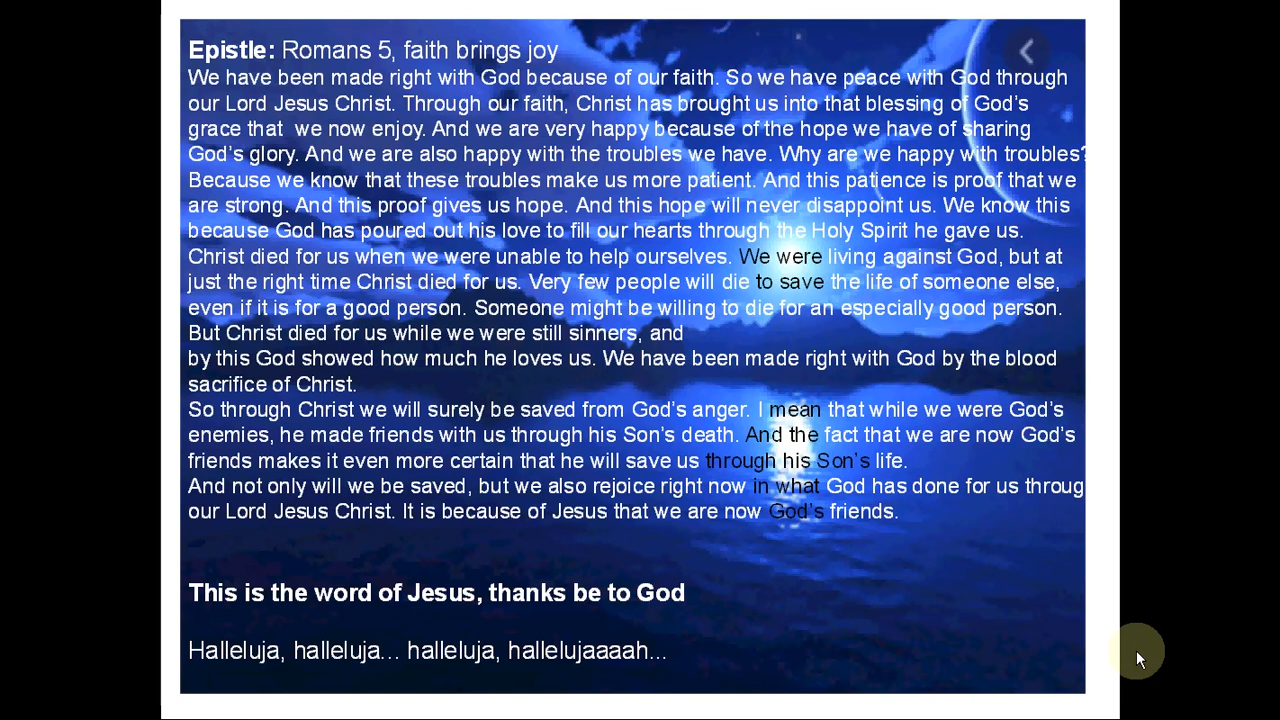 Epistle: Romans 5, faith brings joy
We have been made right with God because of our faith. So we have peace with God through
our Lord Jesus Christ. Through our faith, Christ has brought us into that blessing of God's
grace that  we now enjoy. And we are very happy because of the hope we have of sharing
God's glory. And we are also happy with the troubles we have. Why are we happy with troubles?
Because we know that these troubles make us more patient. And this patience is proof that we
are strong. And this proof gives us hope. And this hope will never disappoint us. We know this
because God has poured out his love to fill our hearts through the Holy Spirit he gave us.
Christ died for us when we were unable to help ourselves. We were living against God, but at
just the right time Christ died for us. Very few people will die to save the life of someone else,
even if it is for a good person. Someone might be willing to die for an especially good person.
But Christ died for us while we were still sinners, and
by this God showed how much he loves us. We have been made right with God by the blood
sacrifice of Christ.
So through Christ we will surely be saved from God's anger. I mean that while we were God's
enemies, he made friends with us through his Son's death. And the fact that we are now God's
friends makes it even more certain that he will save us through his Son's life.
And not only will we be saved, but we also rejoice right now in what God has done for us throug
our Lord Jesus Christ. It is because of Jesus that we are now God's friends.
This is the word of Jesus, thanks be to God
Halleluja, halleluja... halleluja, hallelujaaaah...